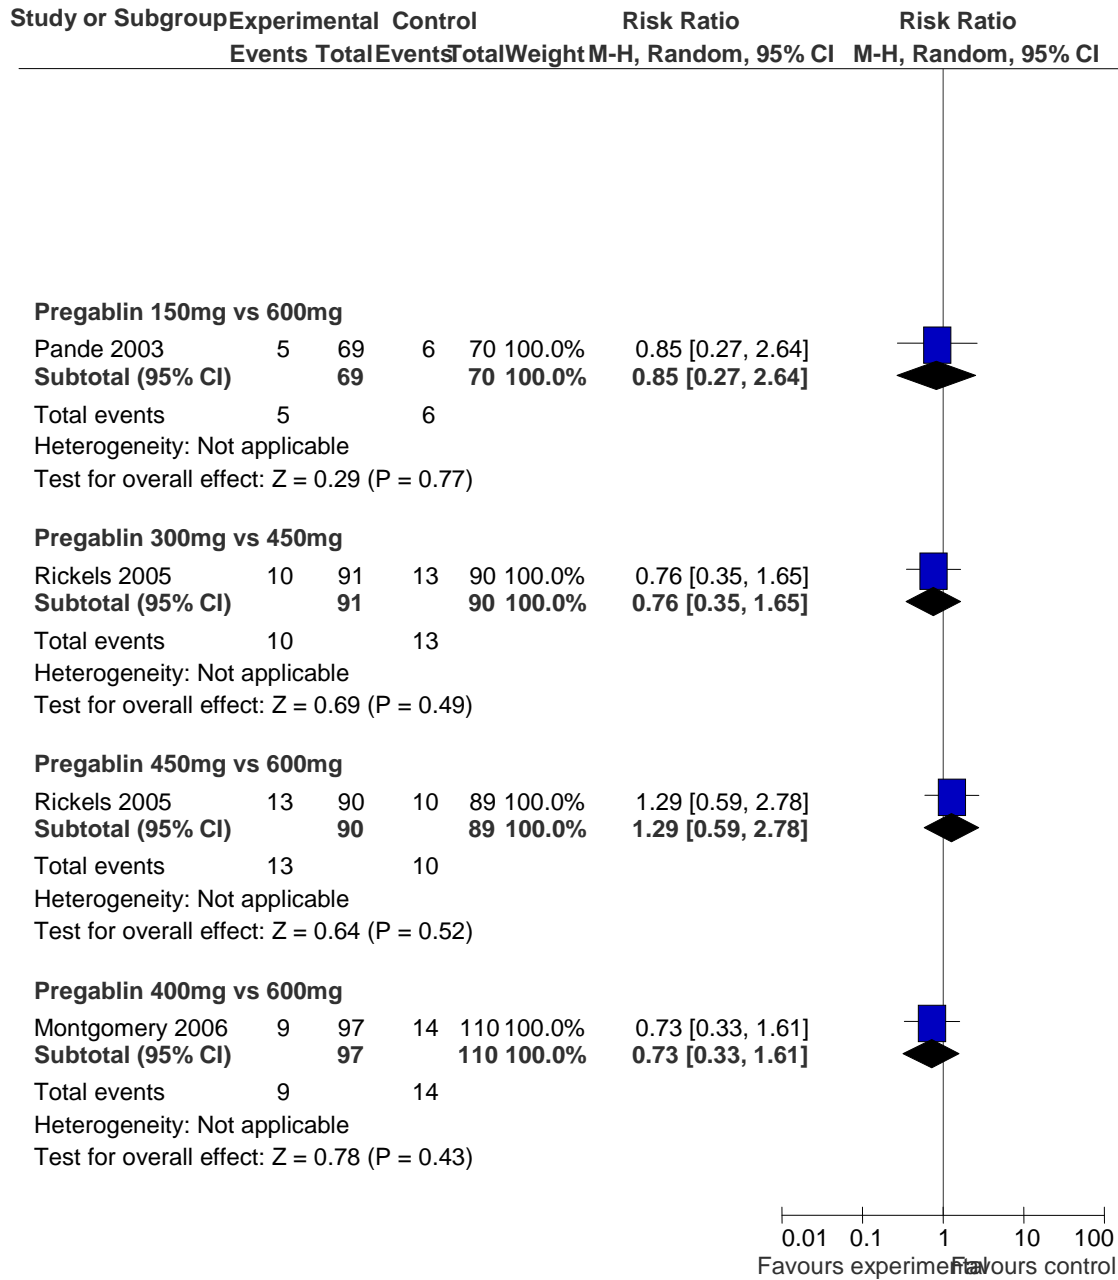 Study or Subgroup Experimental Control Risk Ratio Risk Ratio
Events Total Events Total Weight M-H, Random, 95% CI M-H, Random, 95% CI
Pregablin 150mg vs 600mg
Pande 2003 5 69 6 70 100.0% 0.85 [0.27, 2.64]
Subtotal (95% CI) 69 70 100.0% 0.85 [0.27, 2.64]
Total events 5 6
Heterogeneity: Not applicable
Test for overall effect: Z = 0.29 (P = 0.77)
Pregablin 300mg vs 450mg
Rickels 2005 10 91 13 90 100.0% 0.76 [0.35, 1.65]
Subtotal (95% CI) 91 90 100.0% 0.76 [0.35, 1.65]
Total events 10 13
Heterogeneity: Not applicable
Test for overall effect: Z = 0.69 (P = 0.49)
Pregablin 450mg vs 600mg
Rickels 2005 13 90 10 89 100.0% 1.29 [0.59, 2.78]
Subtotal (95% CI) 90 89 100.0% 1.29 [0.59, 2.78]
Total events 13 10
Heterogeneity: Not applicable
Test for overall effect: Z = 0.64 (P = 0.52)
Pregablin 400mg vs 600mg
Montgomery 2006 9 97 14 110 100.0% 0.73 [0.33, 1.61]
Subtotal (95% CI) 97 110 100.0% 0.73 [0.33, 1.61]
Total events 9 14
Heterogeneity: Not applicable
Test for overall effect: Z = 0.78 (P = 0.43)
0.01 0.1 1 10 100
Favours experimental Favours control